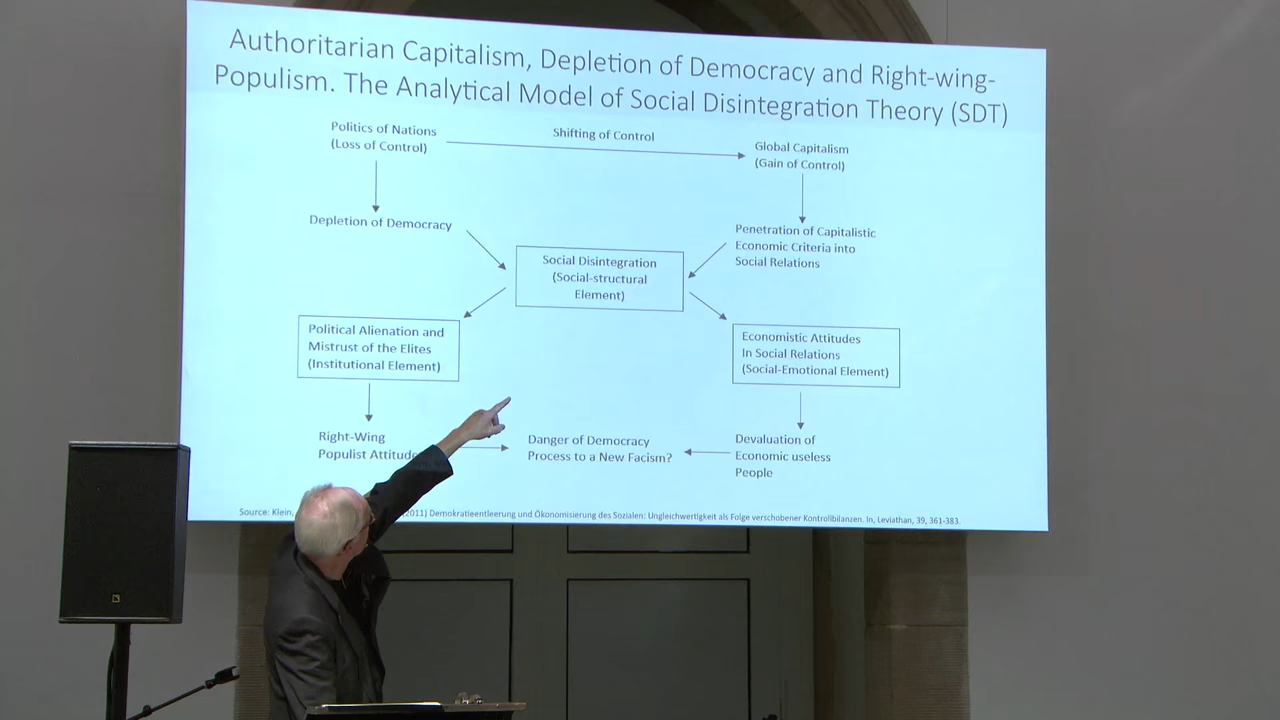 Authoritarian Capitalism, Depletion of Democracy and Right-wing-
Populism. The Analytical Model of Social Disintegration Theory (SDT)
Politics of Nations
(Loss of Control)
Shifting of Control
Global Capitalism
(Gain of Control)
Depletion of Democracy
Penetration of Capitalistic
Economic Criteria into
Social Relations
Social Disintegration
(Social-structural
Element)
Political Alienation and
Mistrust of the Elites
(Institutional Element)
Economistic Attitudes
In Social Relations
(Social-Emotional Element)
Right-Wing
Populist
Danger of Democracy
Process to a New Facism?
Devaluation of
Economic useless
People
Source: Klein, 2011) Demokratieentleerung und Ökonomisierung des Sozialen: Ungleichwertigkeit als Folge verschobener Kontrollbilanzen. In, Leviathan, 39, 361-383.